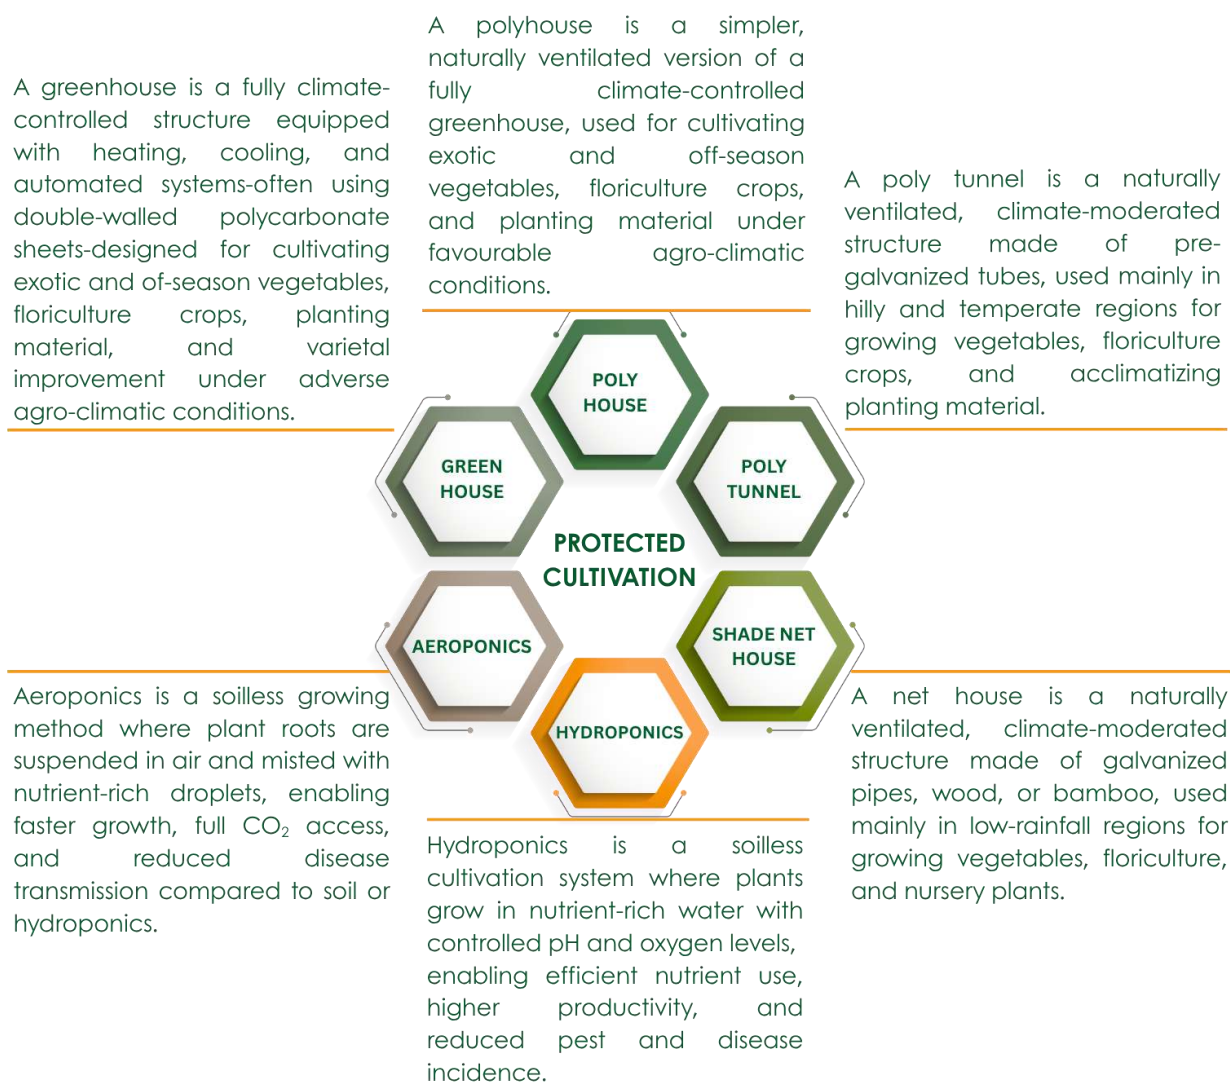 A polyhouse is a simpler,
naturally ventilated version of a
fully climate-controlled
greenhouse, used for cultivating
exotic and off-season
vegetables, floriculture crops,
and planting material under
favourable agro-climatic
conditions.
A greenhouse is a fully climate-
controlled structure equipped
with heating, cooling, and
automated systems-often using
double-walled polycarbonate
sheets-designed for cultivating
exotic and of-season vegetables,
floriculture crops, planting
material, and varietal
improvement under adverse
agro-climatic conditions.
A poly tunnel is a naturally
ventilated, climate-moderated
structure made of pre-
galvanized tubes, used mainly in
hilly and temperate regions for
growing vegetables, floriculture
crops, and acclimatizing
planting material.
POLY
HOUSE
GREEN
HOUSE
POLY
TUNNEL
PROTECTED
CULTIVATION
AEROPONICS
SHADE NET
HOUSE
HYDROPONICS
Aeroponics is a soilless growing
method where plant roots are
suspended in air and misted with
nutrient-rich droplets, enabling
faster growth, full CO₂ access,
and reduced disease
transmission compared to soil or
hydroponics.
A net house is a naturally
ventilated, climate-moderated
structure made of galvanized
pipes, wood, or bamboo, used
mainly in low-rainfall regions for
growing vegetables, floriculture,
and nursery plants.
Hydroponics is a soilless
cultivation system where plants
grow in nutrient-rich water with
controlled pH and oxygen levels,
enabling efficient nutrient use,
higher productivity, and
reduced pest and disease
incidence.